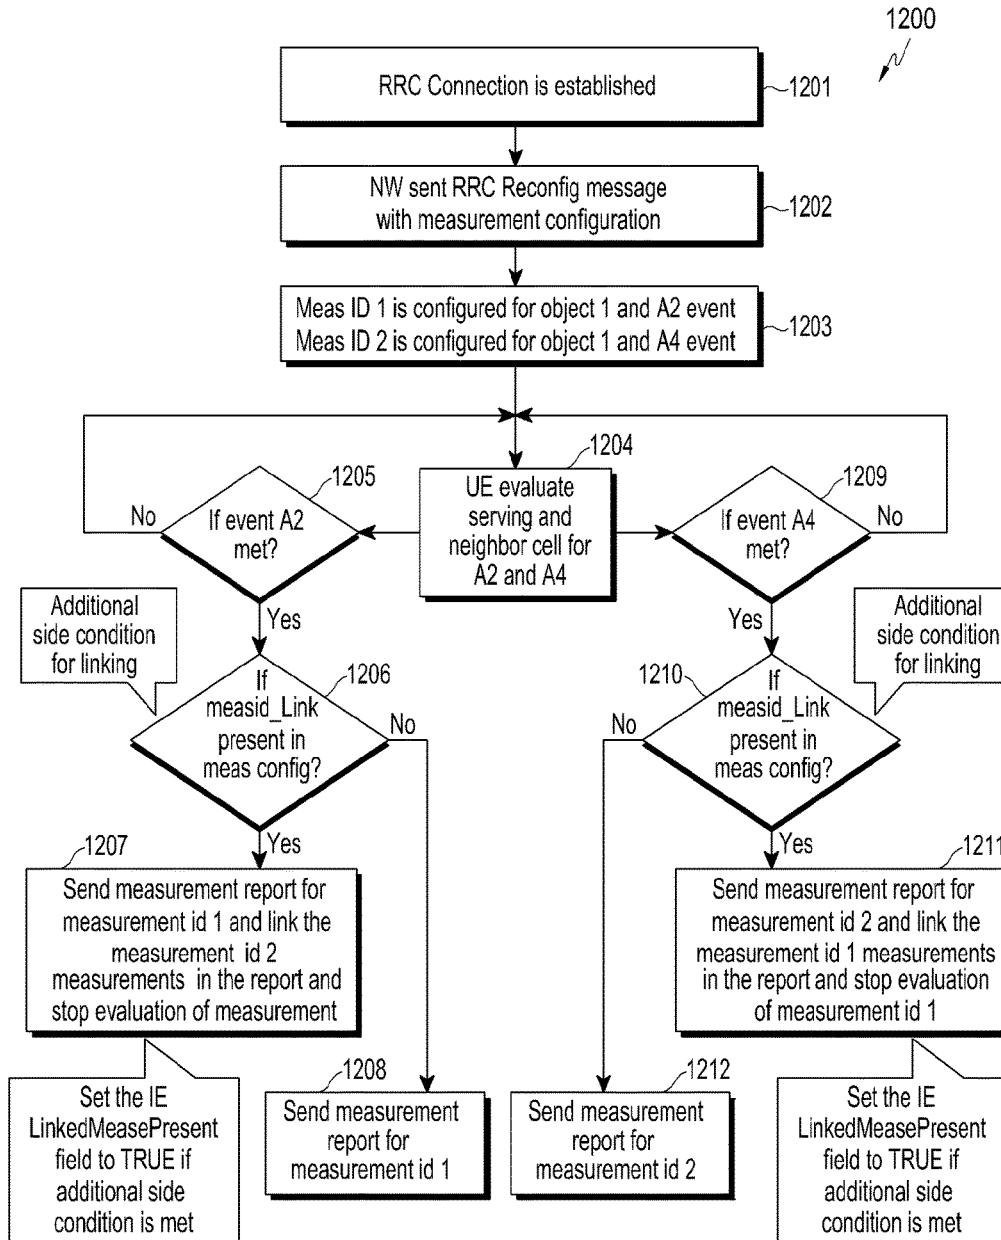 1200
RRC Connection is established
1201
NW sent RRC Reconfig message
with measurement configuration
1202
Meas ID 1 is configured for object 1 and A2 event
Meas ID 2 is configured for object 1 and A4 event
1203
1204
UE evaluate
serving and
neighbor cell for
A2 and A4
1205
If event A2
met?
No
Yes
1209
If event A4
met?
No
Yes
Additional
side condition
for linking
1206
If
measid_Link
present in
meas config?
No
Yes
1210
If
measid_Link
present in
meas config?
No
Yes
Additional
side condition
for linking
1207
Send measurement report for
measurement id 1 and link the
measurement id 2
measurements in the report and
stop evaluation of measurement
1211
Send measurement report for
measurement id 2 and link the
measurement id 1 measurements
in the report and stop evaluation
of measurement id 1
Set the IE
LinkedMeasePresent
field to TRUE if
additional side
condition is met
1208
Send measurement
report for
measurement id 1
1212
Send measurement
report for
measurement id 2
Set the IE
LinkedMeasePresent
field to TRUE if
additional side
condition is met